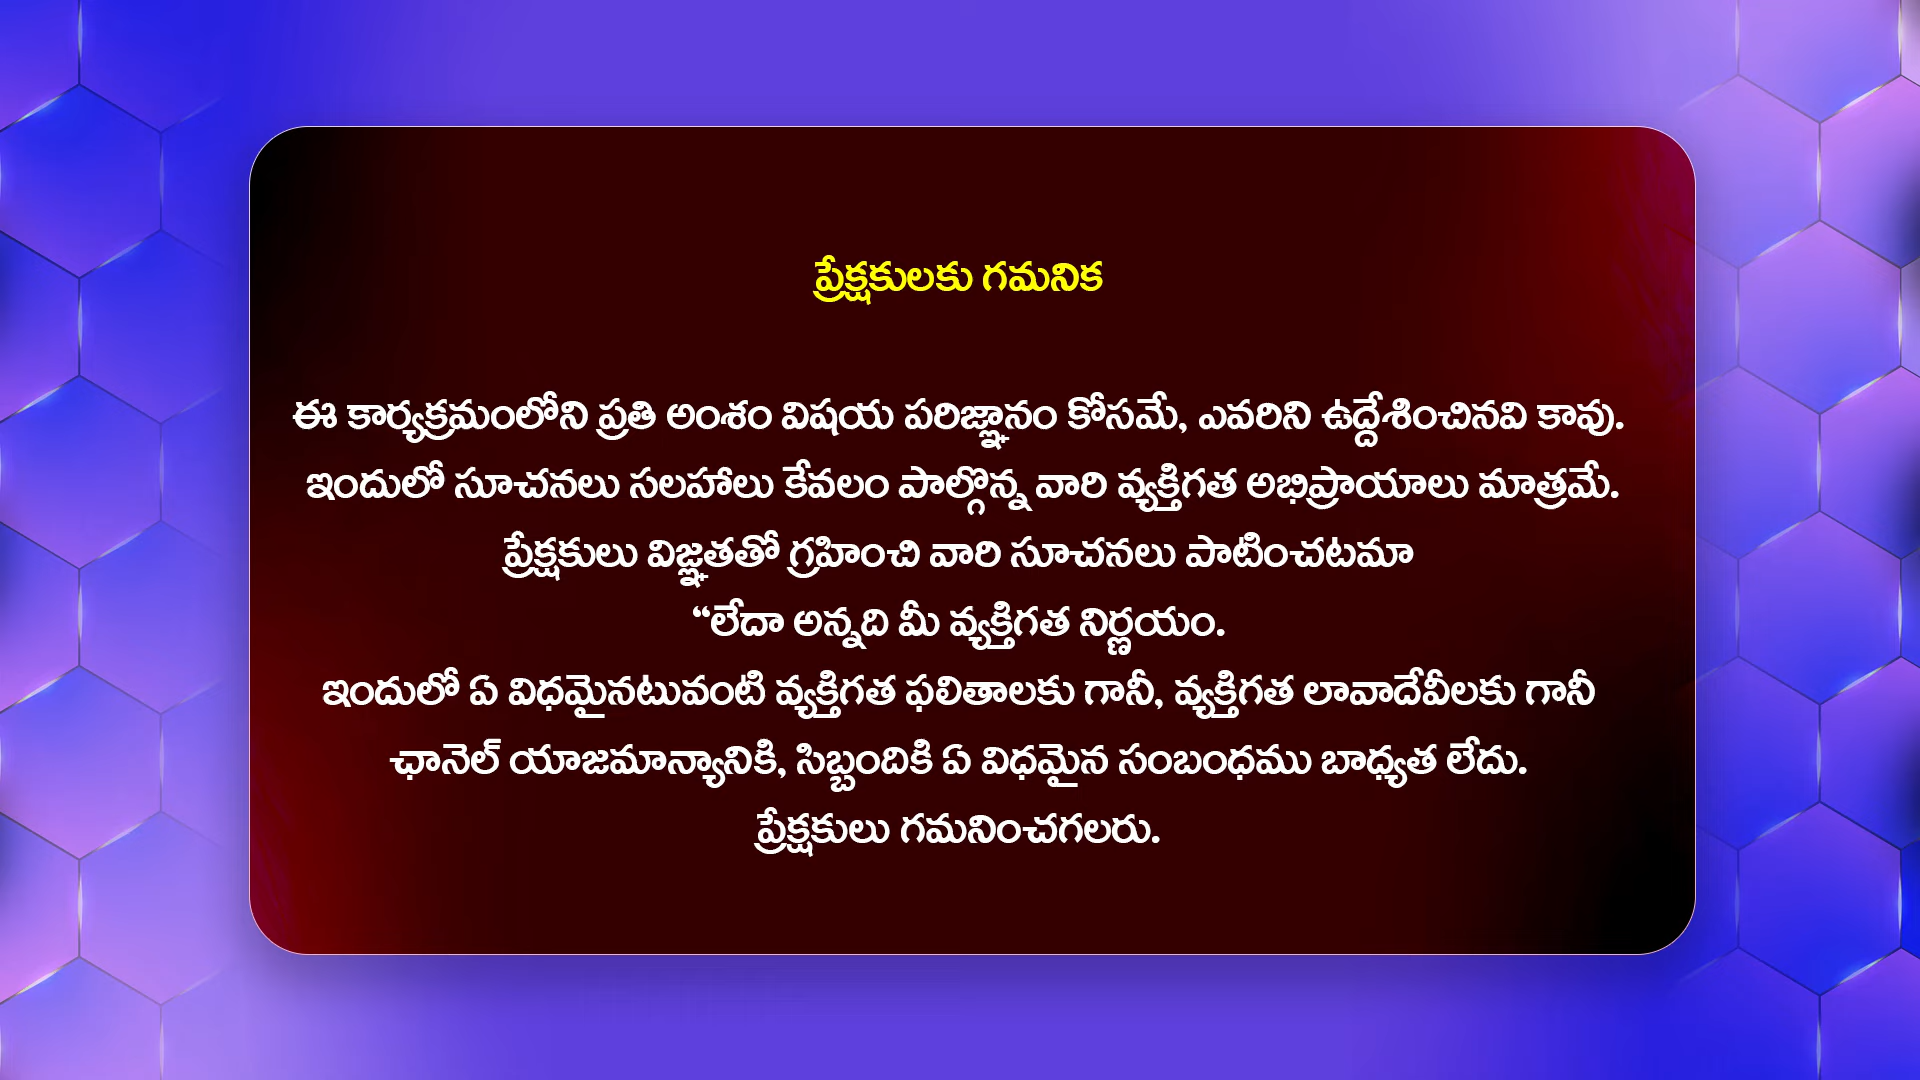 ప్రేక్షకులకు గమనిక
ఈ కార్యక్రమంలోని ప్రతి అంశం విషయ పరిజ్ఞానం కోసమే, ఎవరిని ఉద్దేశించినవి కావు.
ఇందులో సూచనలు సలహాలు కేవలం పాల్గొన్న వారి వ్యక్తిగత అభిప్రాయాలు మాత్రమే.
ప్రేక్షకులు విజ్ఞతతో గ్రహించి వారి సూచనలు పాటించటమా
“లేదా అన్నది మీ వ్యక్తిగత నిర్ణయం.
ఇందులో ఏ విధమైనటువంటి వ్యక్తిగత ఫలితాలకు గానీ, వ్యక్తిగత లావాదేవీలకు గానీ
ఛానెల్ యాజమాన్యానికి, సిబ్బందికి ఏ విధమైన సంబంధము బాధ్యత లేదు.
ప్రేక్షకులు గమనించగలరు.